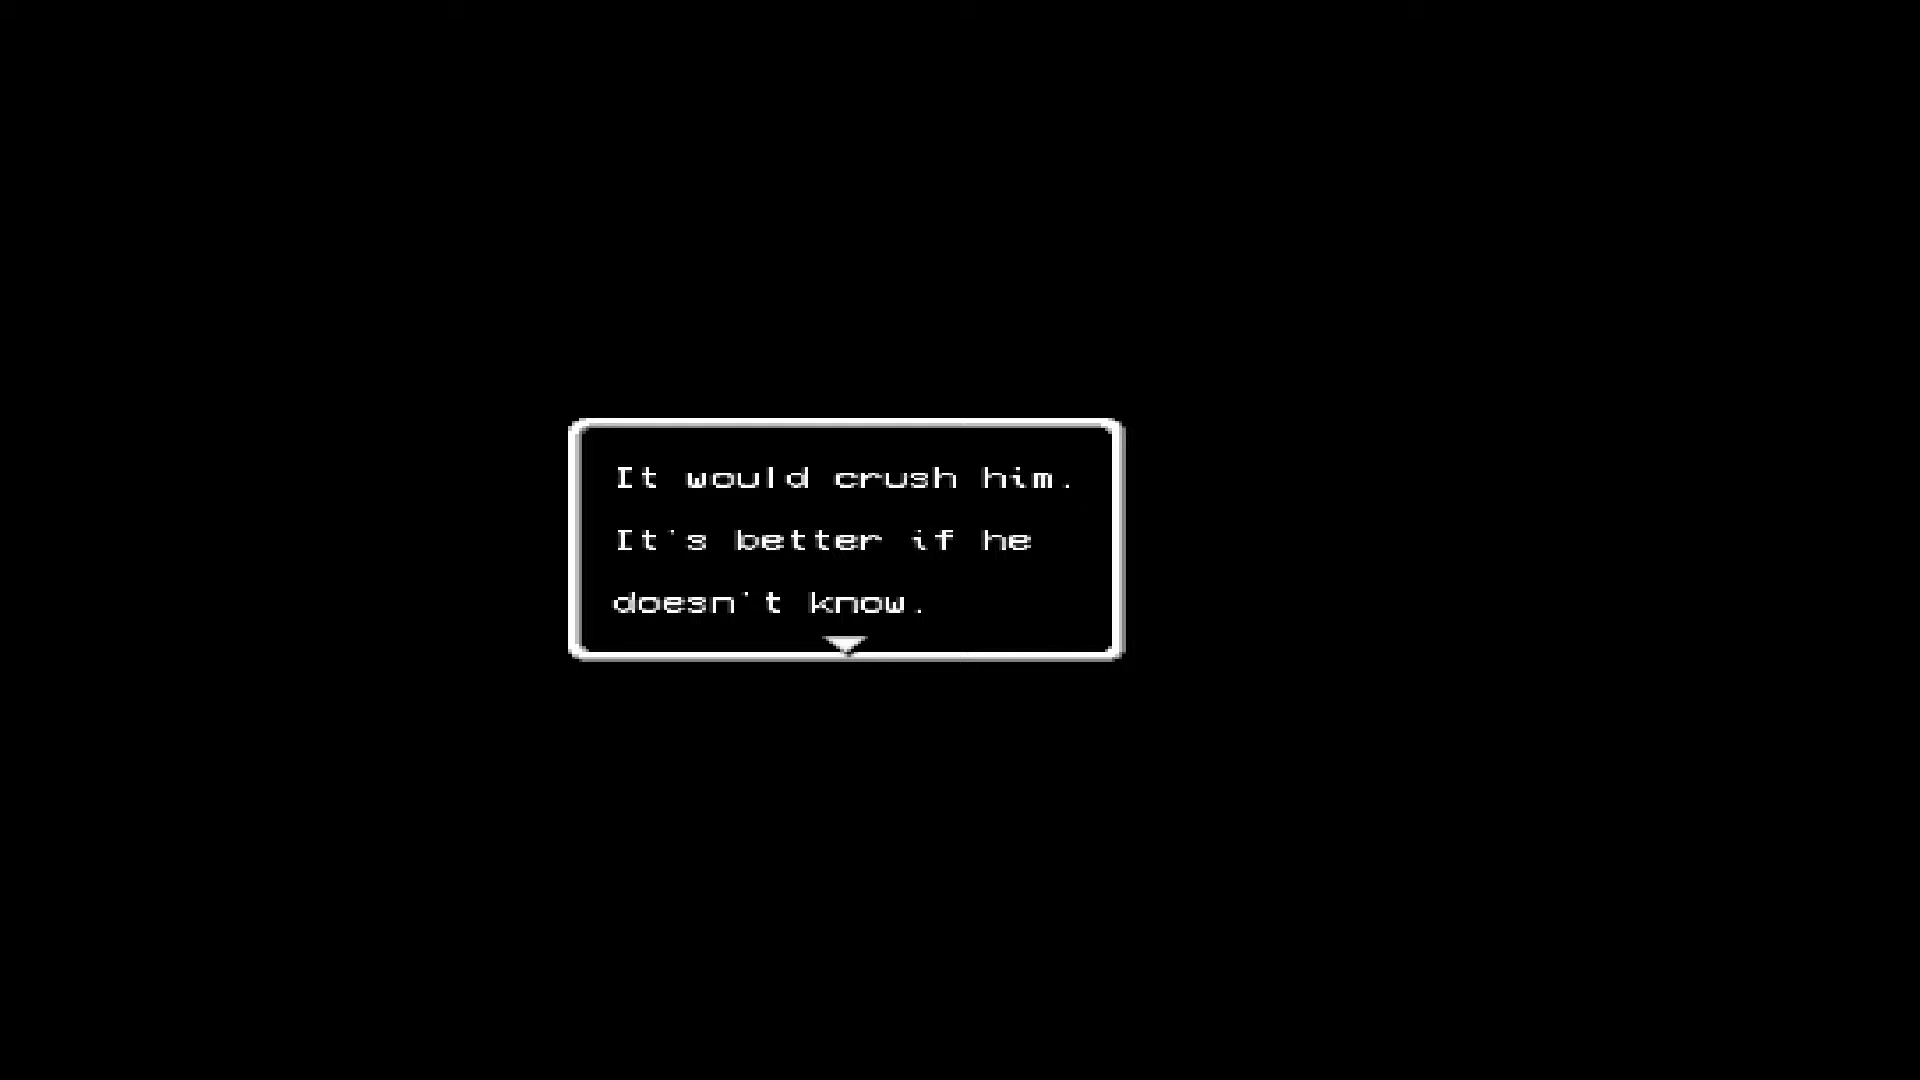 It would crush him.
It's better if he
doesn't know.